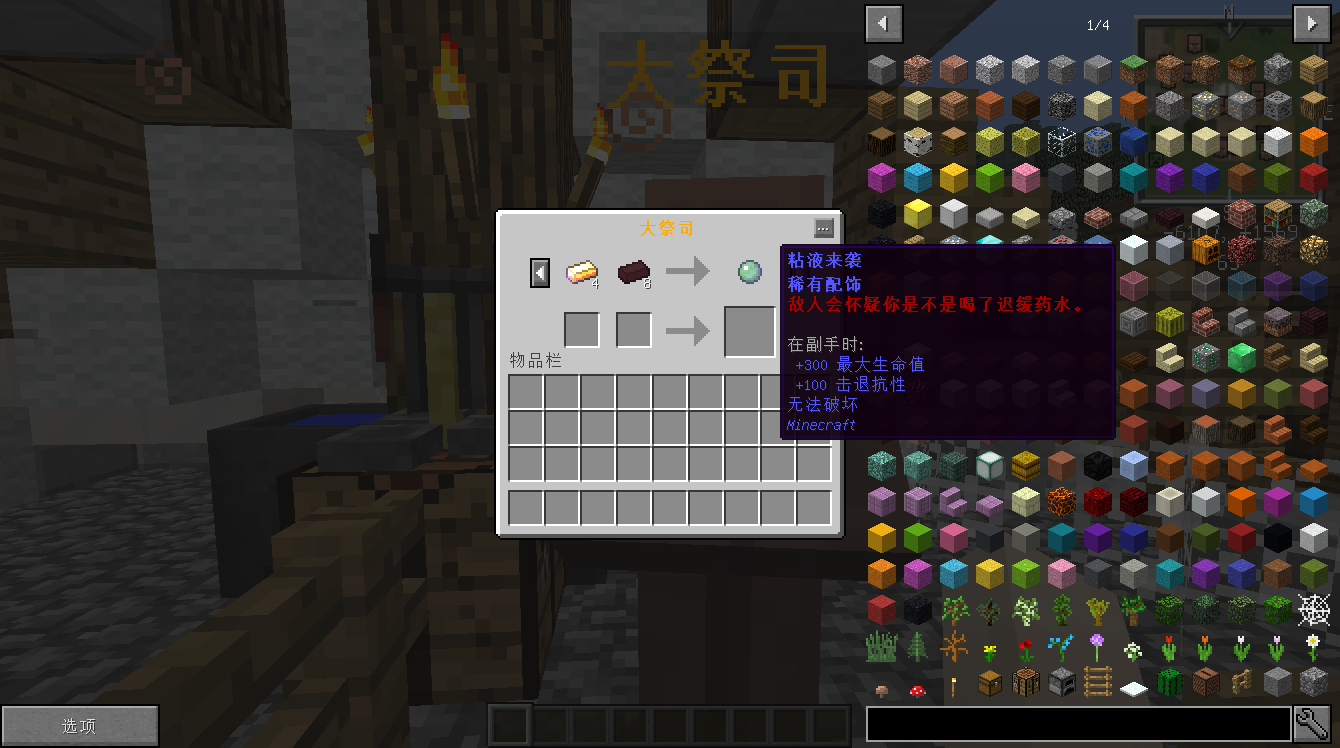 1/4
大祭司
大祭司
...
4
8
粘液来袭
稀有配饰
敌人会怀疑你是不是喝了迟缓药水。
在副手时:
+300 最大生命值
+100 击退抗性
无法破坏
Minecraft
物品栏
选项